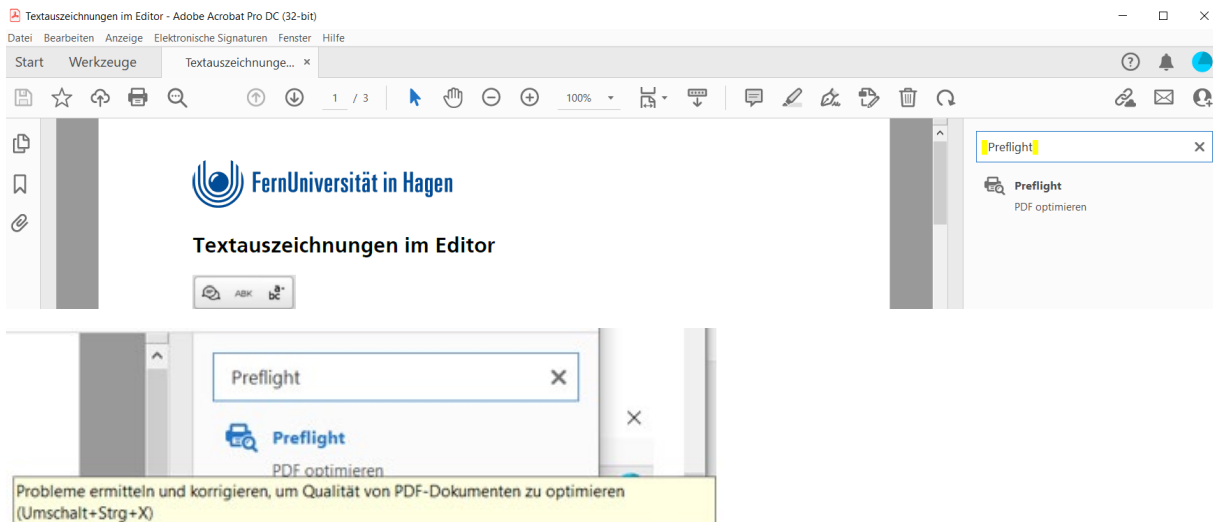 Textauszeichnungen im Editor - Adobe Acrobat Pro DC (32-bit)
Datei Bearbeiten Anzeige Elektronische Signaturen Fenster Hilfe
Start Werkzeuge Textauszeichnunge... ×
1 / 3 100%
Preflight
Preflight
PDF optimieren
FernUniversität in Hagen
Textauszeichnungen im Editor
ABK a- bc
Preflight
Preflight
PDF optimieren
Probleme ermitteln und korrigieren, um Qualität von PDF-Dokumenten zu optimieren
(Umschalt+Strg+X)